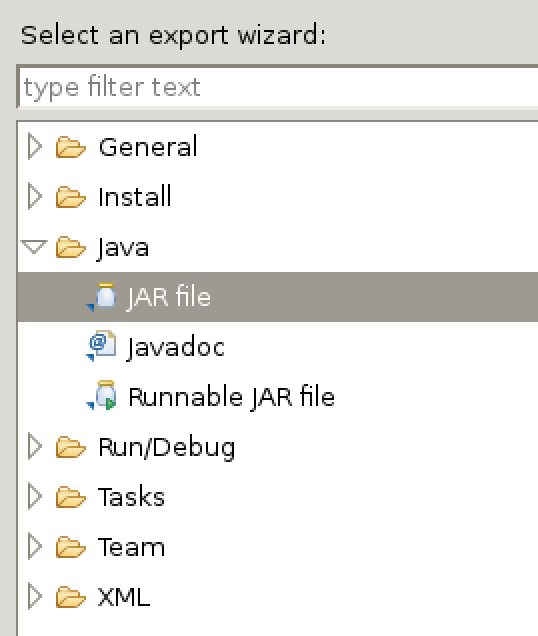 Select an export wizard:
type filter text
General
Install
Java
JAR file
Javadoc
Runnable JAR file
Run/Debug
Tasks
Team
XML